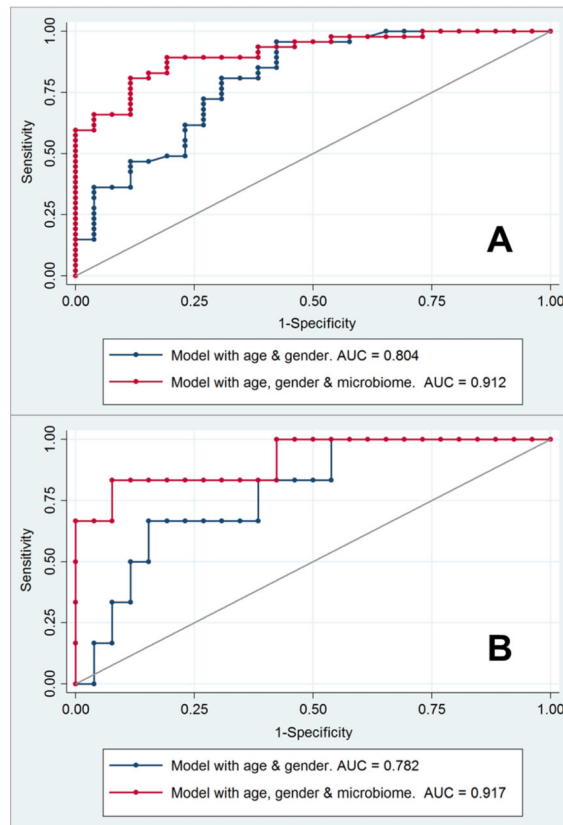 1.00
0.75
0.50
0.25
0.00
Sensitivity
A
0.00 0.25 0.50 0.75 1.00
1-Specificity
Model with age & gender. AUC = 0.804
Model with age, gender & microbiome. AUC = 0.912
1.00
0.75
0.50
0.25
0.00
Sensitivity
B
0.00 0.25 0.50 0.75 1.00
1-Specificity
Model with age & gender. AUC = 0.782
Model with age, gender & microbiome. AUC = 0.917